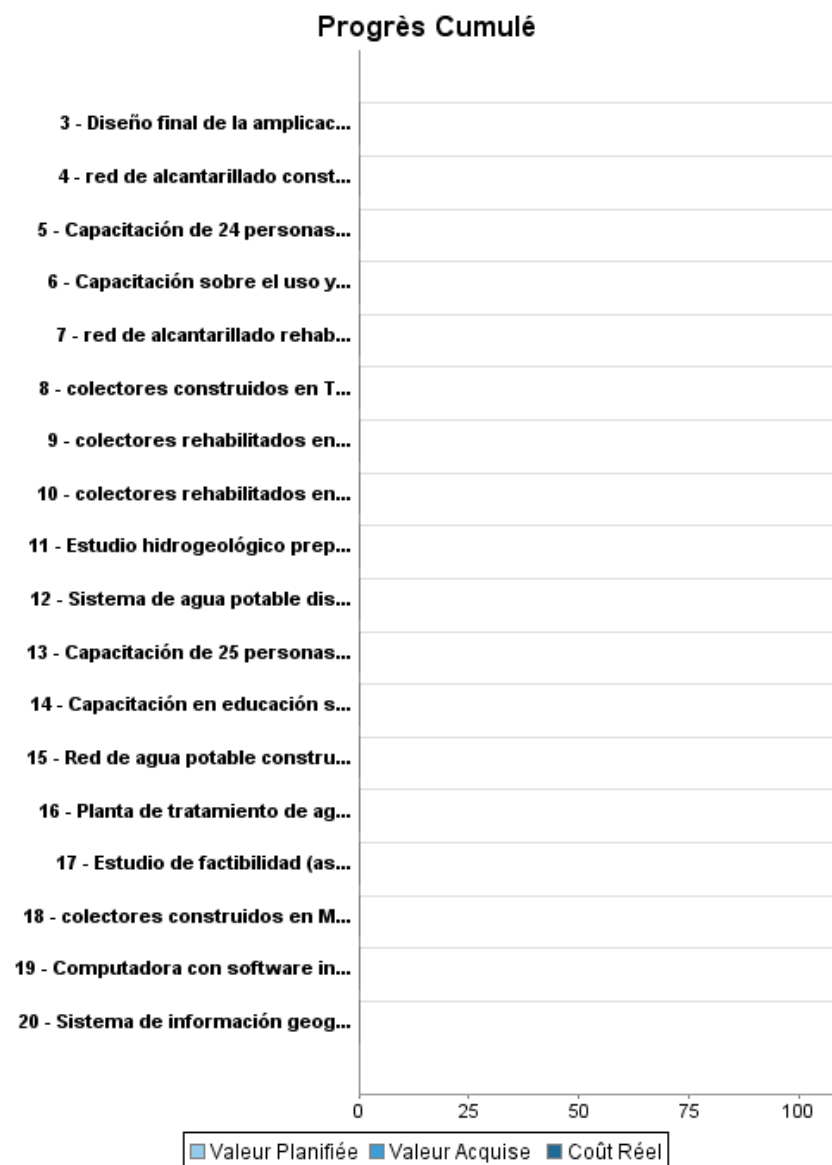 Progrès Cumulé
3 - Diseño final de la amplicac...
4 - red de alcantarillado const...
5 - Capacitación de 24 personas...
6 - Capacitación sobre el uso y...
7 - red de alcantarillado rehab...
8 - colectores construidos en T...
9 - colectores rehabilitados en...
10 - colectores rehabilitados en...
11 - Estudio hidrogeológico prep...
12 - Sistema de agua potable dis...
13 - Capacitación de 25 personas...
14 - Capacitación en educación s...
15 - Red de agua potable constru...
16 - Planta de tratamiento de ag...
17 - Estudio de factibilidad (as...
18 - colectores construidos en M...
19 - Computadora con software in...
20 - Sistema de información geog...
0 25 50 75 100
Valeur Planifiée Valeur Acquise Coût Réel